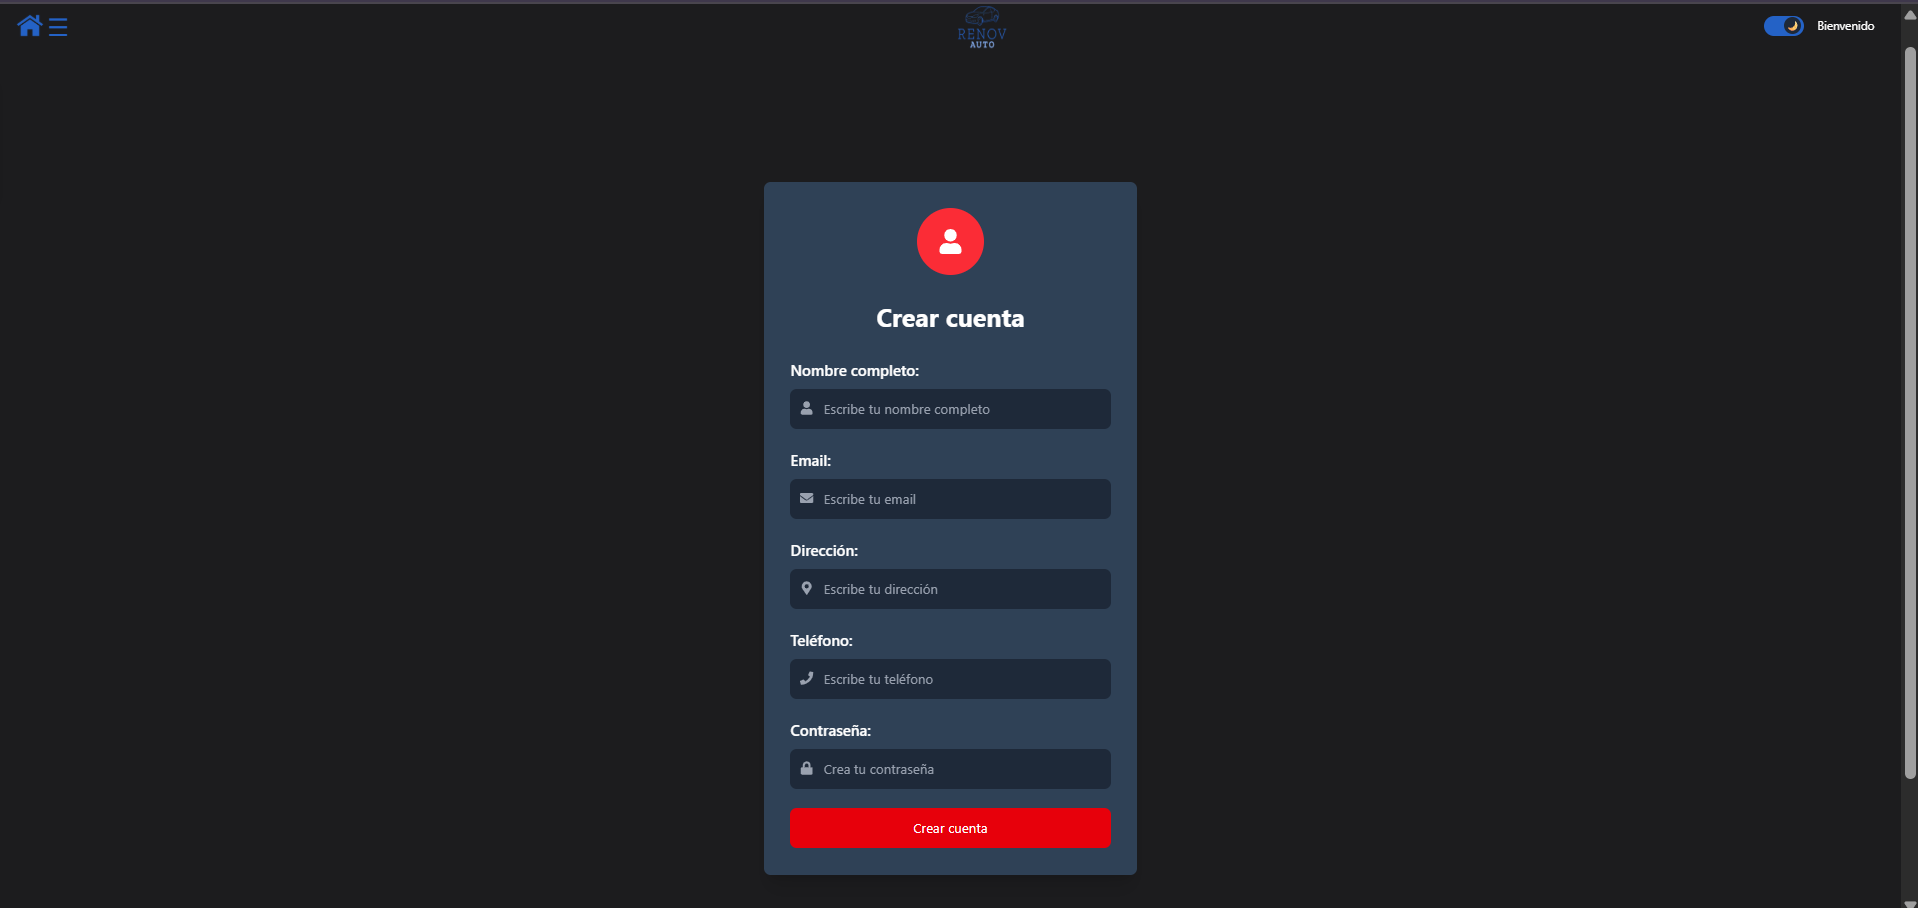 RENOV
AUTO
Bienvenido
Crear cuenta
Nombre completo:
Escribe tu nombre completo
Email:
Escribe tu email
Dirección:
Escribe tu dirección
Teléfono:
Escribe tu teléfono
Contraseña:
Crea tu contraseña
Crear cuenta